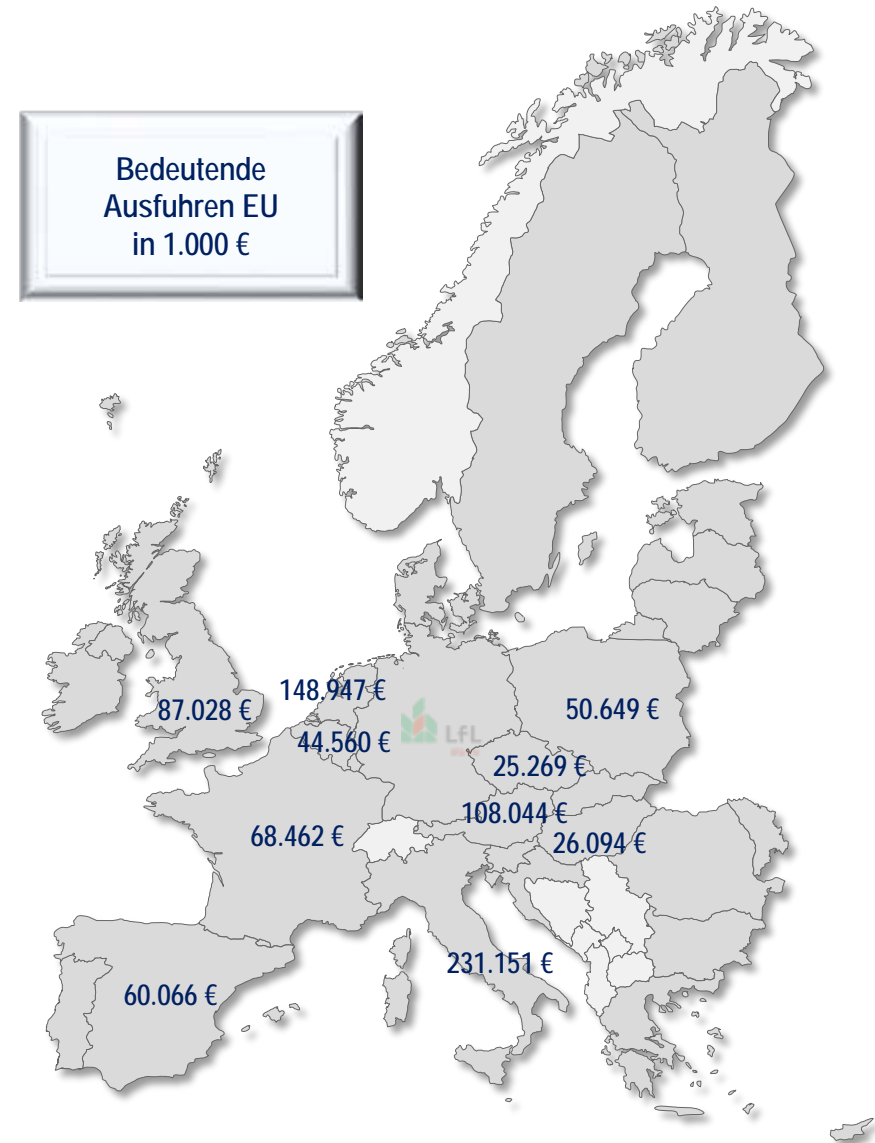 Bedeutende
Ausfuhren EU
in 1.000 €
148.947 €
87.028 €
50.649 €
LfL
44.560 €
25.269 €
108.044 €
68.462 €
26.094 €
231.151 €
60.066 €